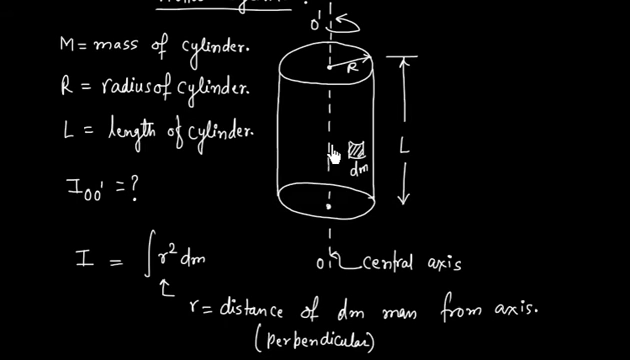 O'
M = mass of cylinder.
R
R = radius of cylinder.
L = length of cylinder.
L
dm
I₀₀' = ?
I = ∫ r² dm
O
central axis
r = distance of dm man from axis.
(perpendicular)